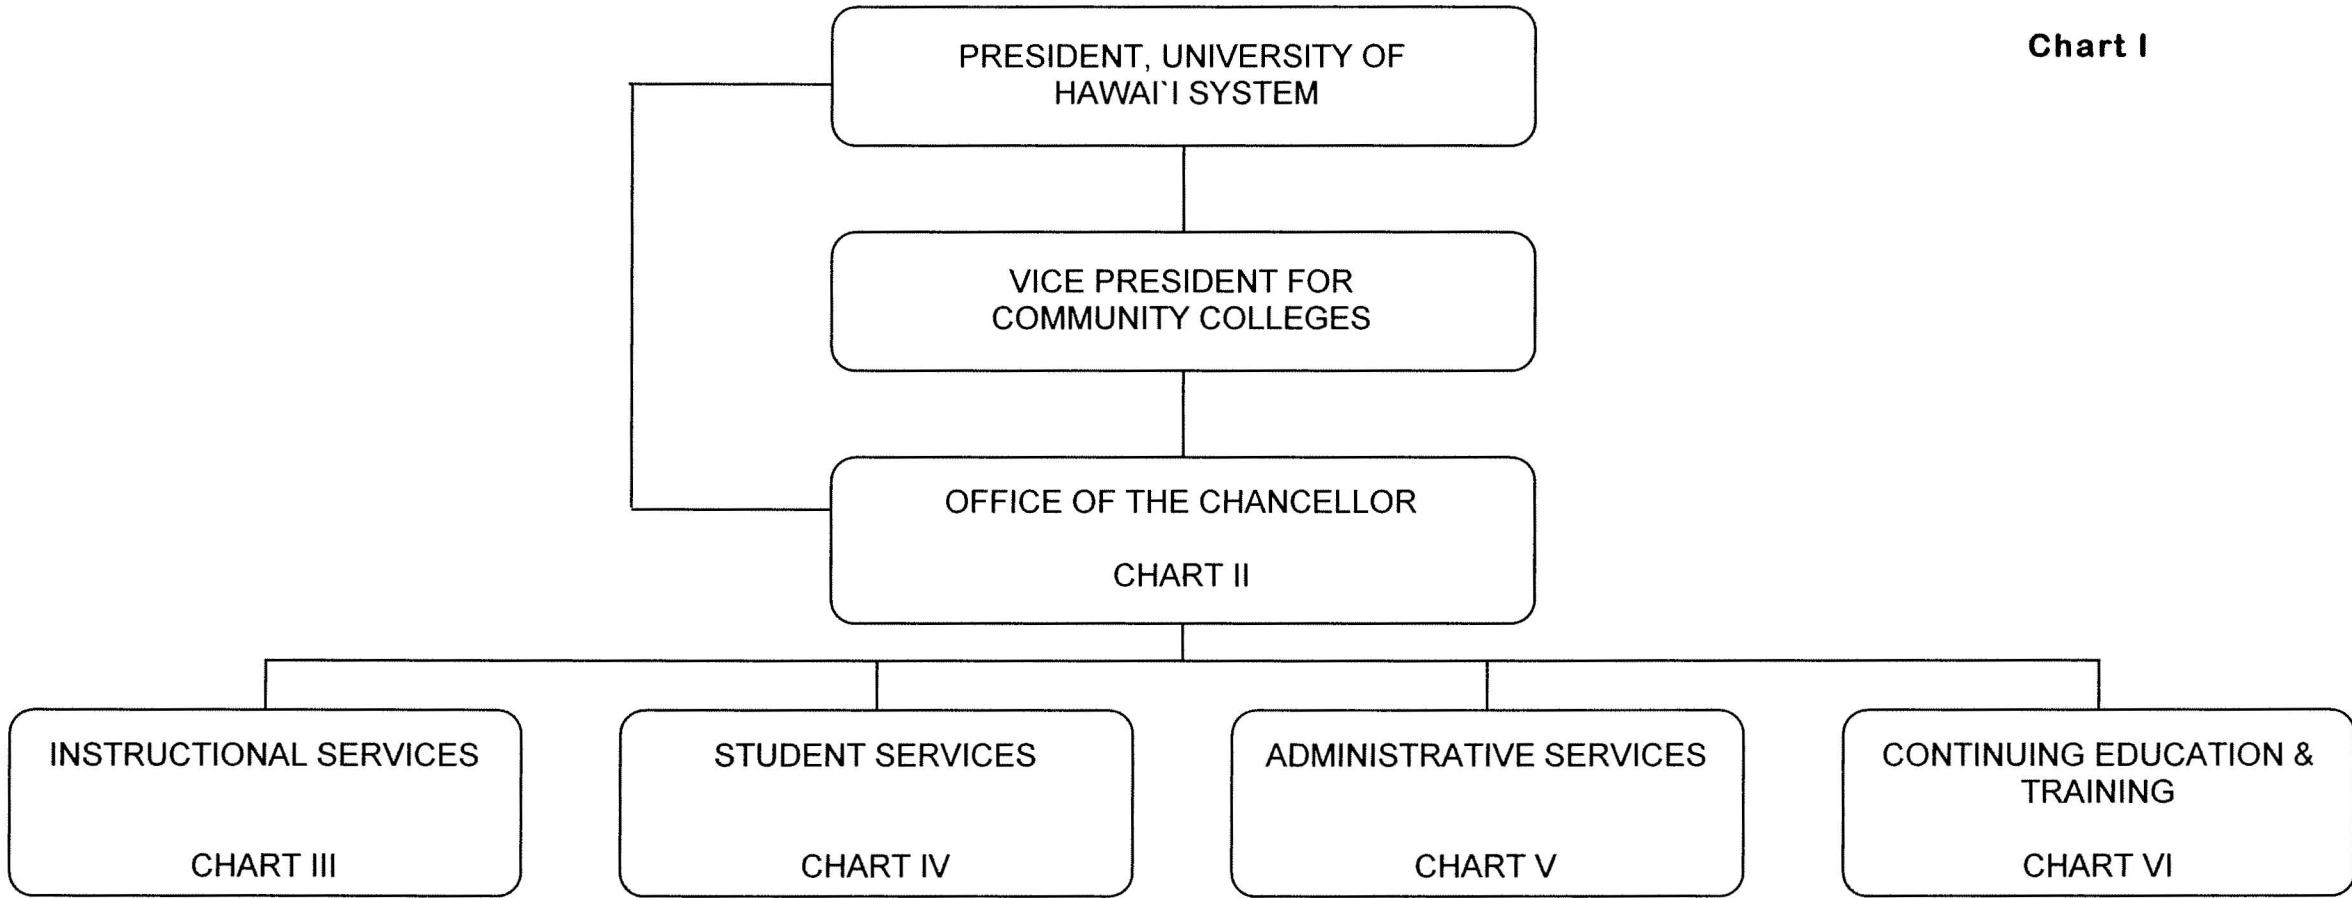 Chart I
PRESIDENT, UNIVERSITY OF
HAWAI`I SYSTEM
VICE PRESIDENT FOR
COMMUNITY COLLEGES
OFFICE OF THE CHANCELLOR
CHART II
INSTRUCTIONAL SERVICES
CHART III
STUDENT SERVICES
CHART IV
ADMINISTRATIVE SERVICES
CHART V
CONTINUING EDUCATION &
TRAINING
CHART VI